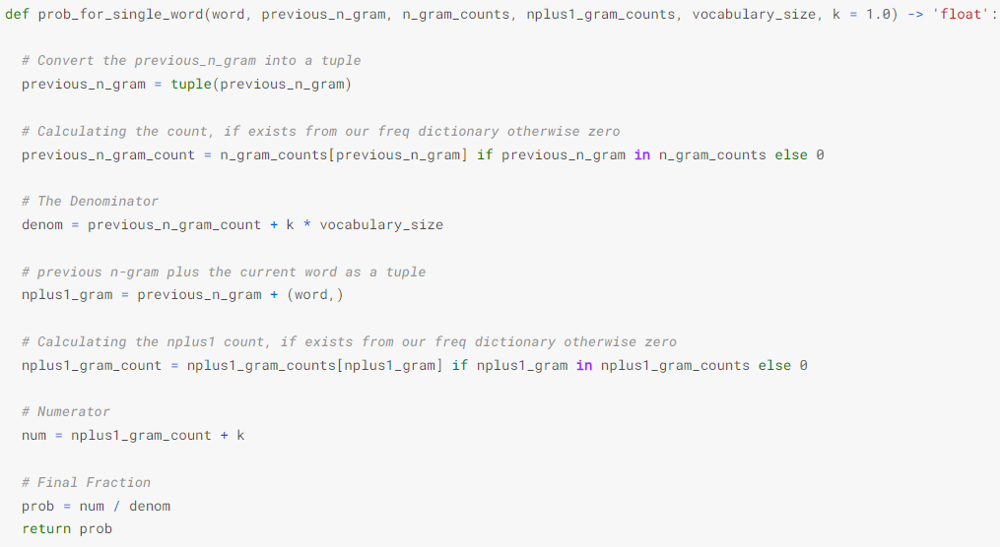 def prob_for_single_word(word, previous_n_gram, n_gram_counts, nplus1_gram_counts, vocabulary_size, k = 1.0) -> 'float':
# Convert the previous_n_gram into a tuple
previous_n_gram = tuple(previous_n_gram)
# Calculating the count, if exists from our freq dictionary otherwise zero
previous_n_gram_count = n_gram_counts[previous_n_gram] if previous_n_gram in n_gram_counts else 0
# The Denominator
denom = previous_n_gram_count + k * vocabulary_size
# previous n-gram plus the current word as a tuple
nplus1_gram = previous_n_gram + (word,)
# Calculating the nplus1 count, if exists from our freq dictionary otherwise zero
nplus1_gram_count = nplus1_gram_counts[nplus1_gram] if nplus1_gram in nplus1_gram_counts else 0
# Numerator
num = nplus1_gram_count + k
# Final Fraction
prob = num / denom
return prob